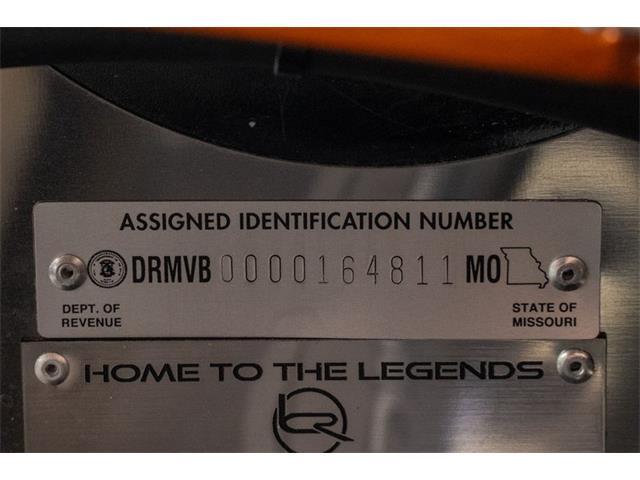 ASSIGNED IDENTIFICATION NUMBER
DRMVB 0000164811 MO
DEPT. OF
REVENUE
STATE OF
MISSOURI
HOME TO THE LEGENDS